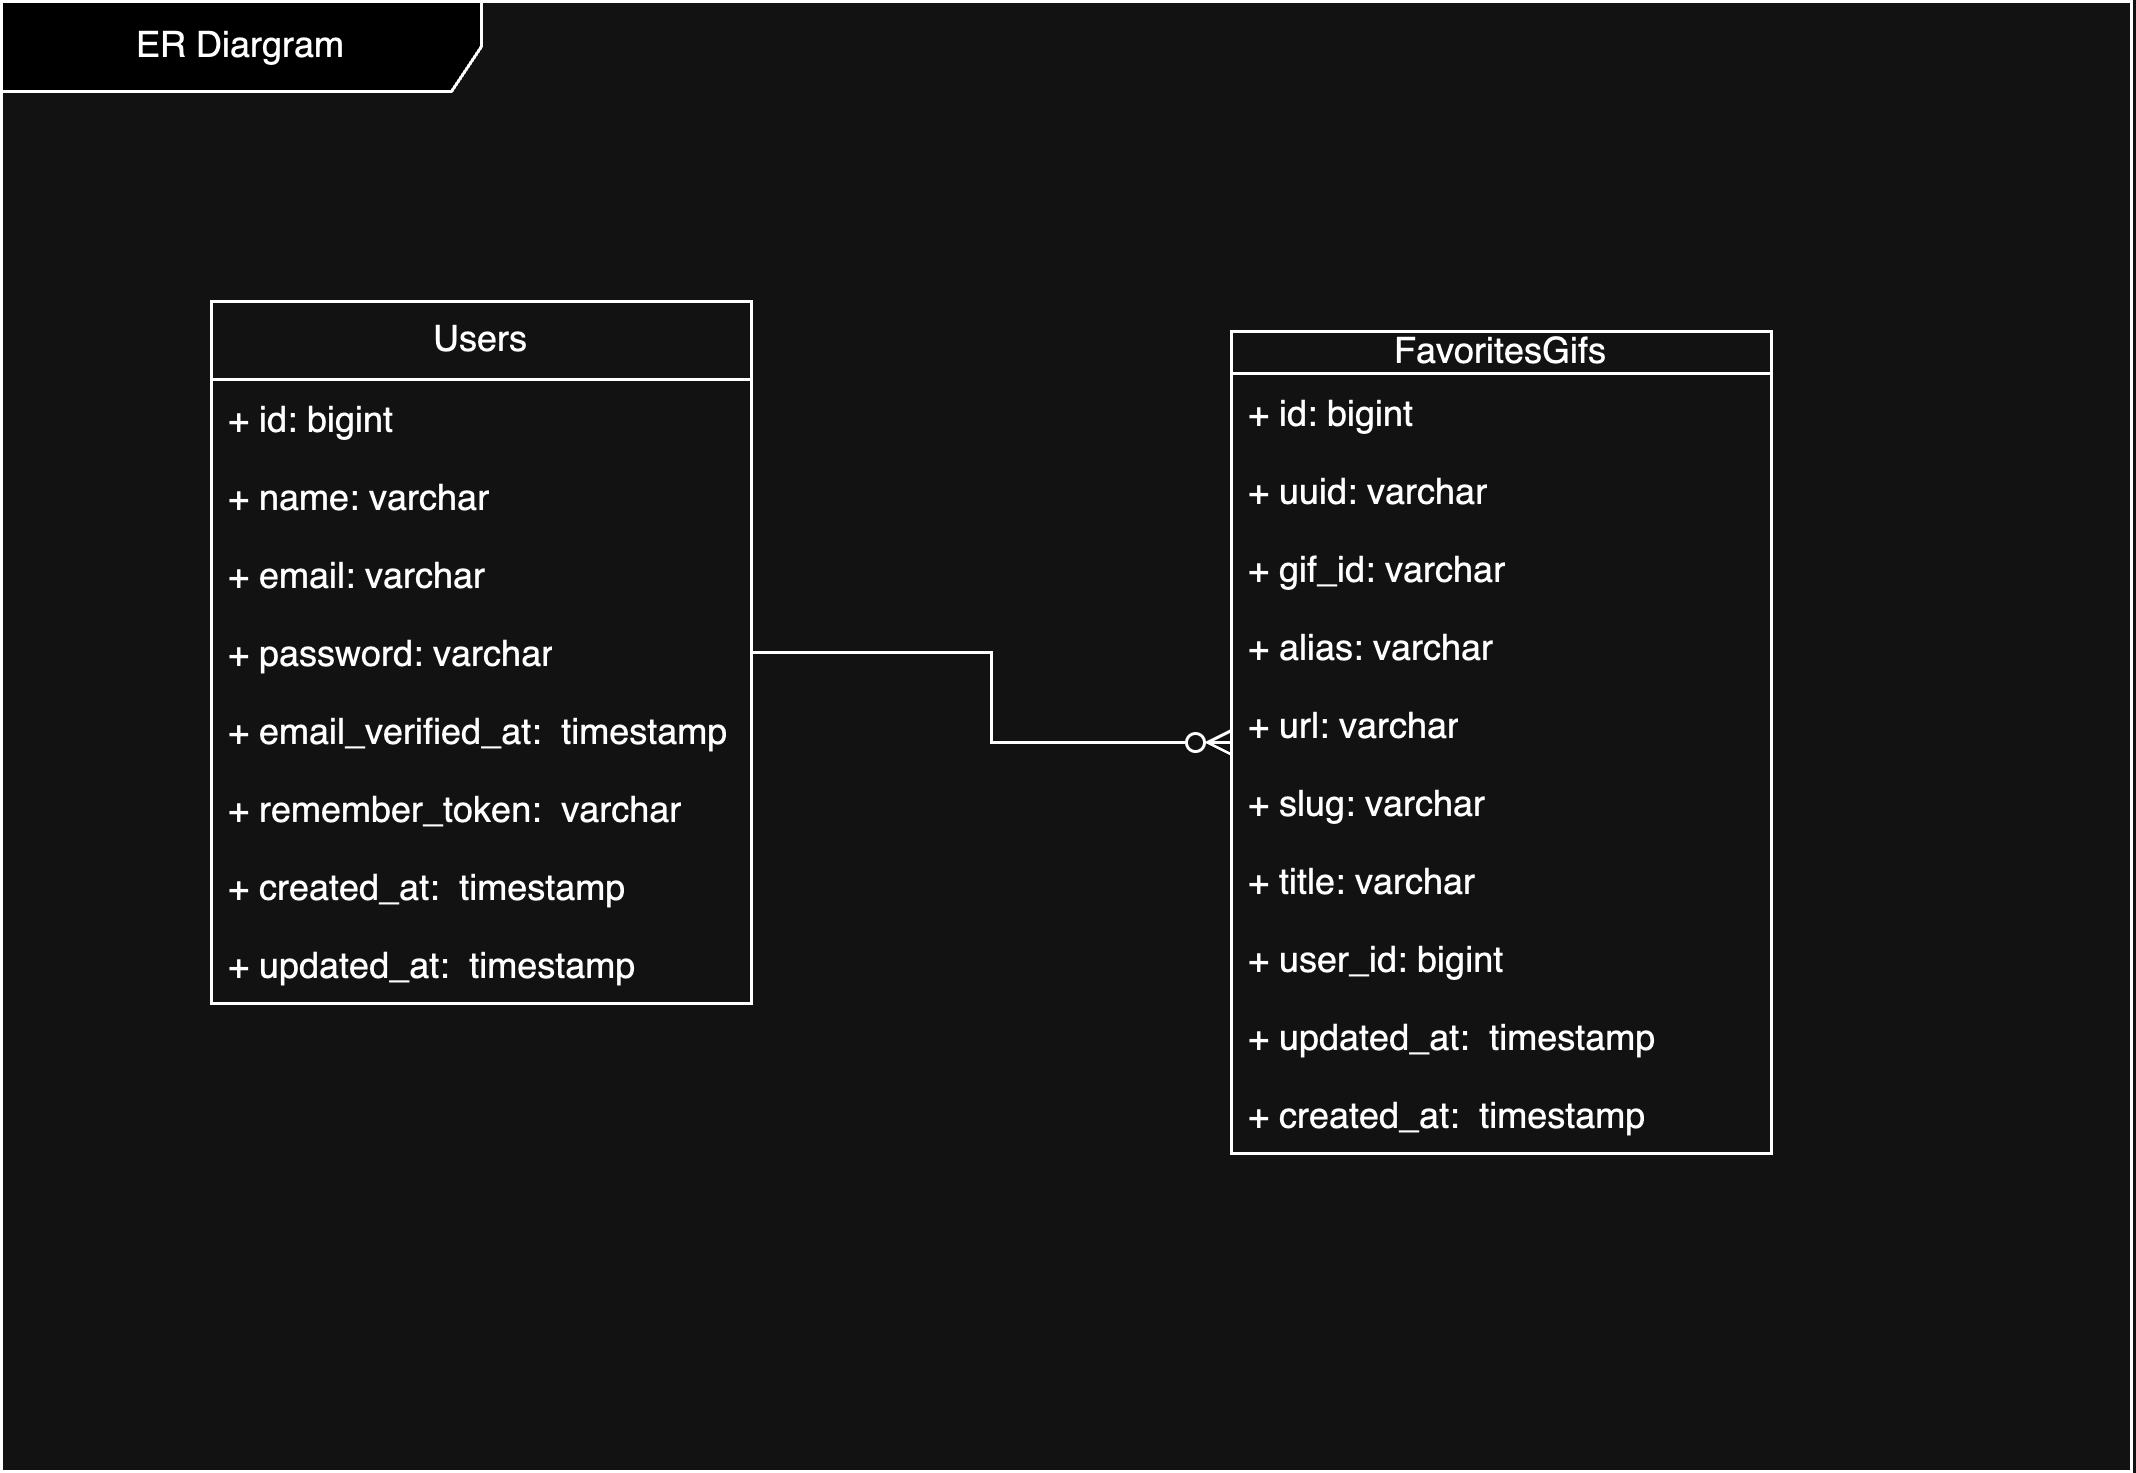 ER Diargram
Users
+ id: bigint
+ name: varchar
+ email: varchar
+ password: varchar
+ email_verified_at:  timestamp
+ remember_token:  varchar
+ created_at:  timestamp
+ updated_at:  timestamp
FavoritesGifs
+ id: bigint
+ uuid: varchar
+ gif_id: varchar
+ alias: varchar
+ url: varchar
+ slug: varchar
+ title: varchar
+ user_id: bigint
+ updated_at:  timestamp
+ created_at:  timestamp